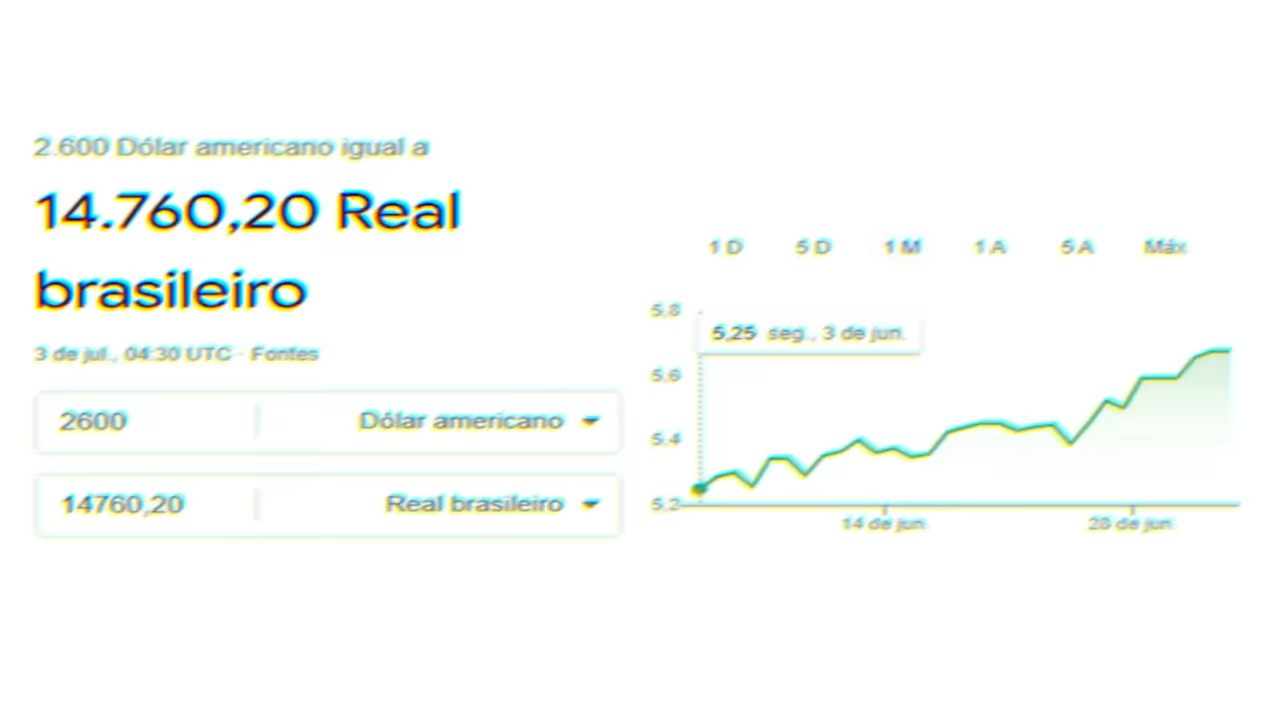 2.600 Dólar americano igual a
14.760,20 Real
brasileiro
3 de jul., 04:30 UTC · Fontes
2600 Dólar americano
14760,20 Real brasileiro
1 D 5 D 1 M 1 A 5 A Máx
5,8
5,25 seg., 3 de jun.
5,6
5,4
5,2
14 de jun. 28 de jun.